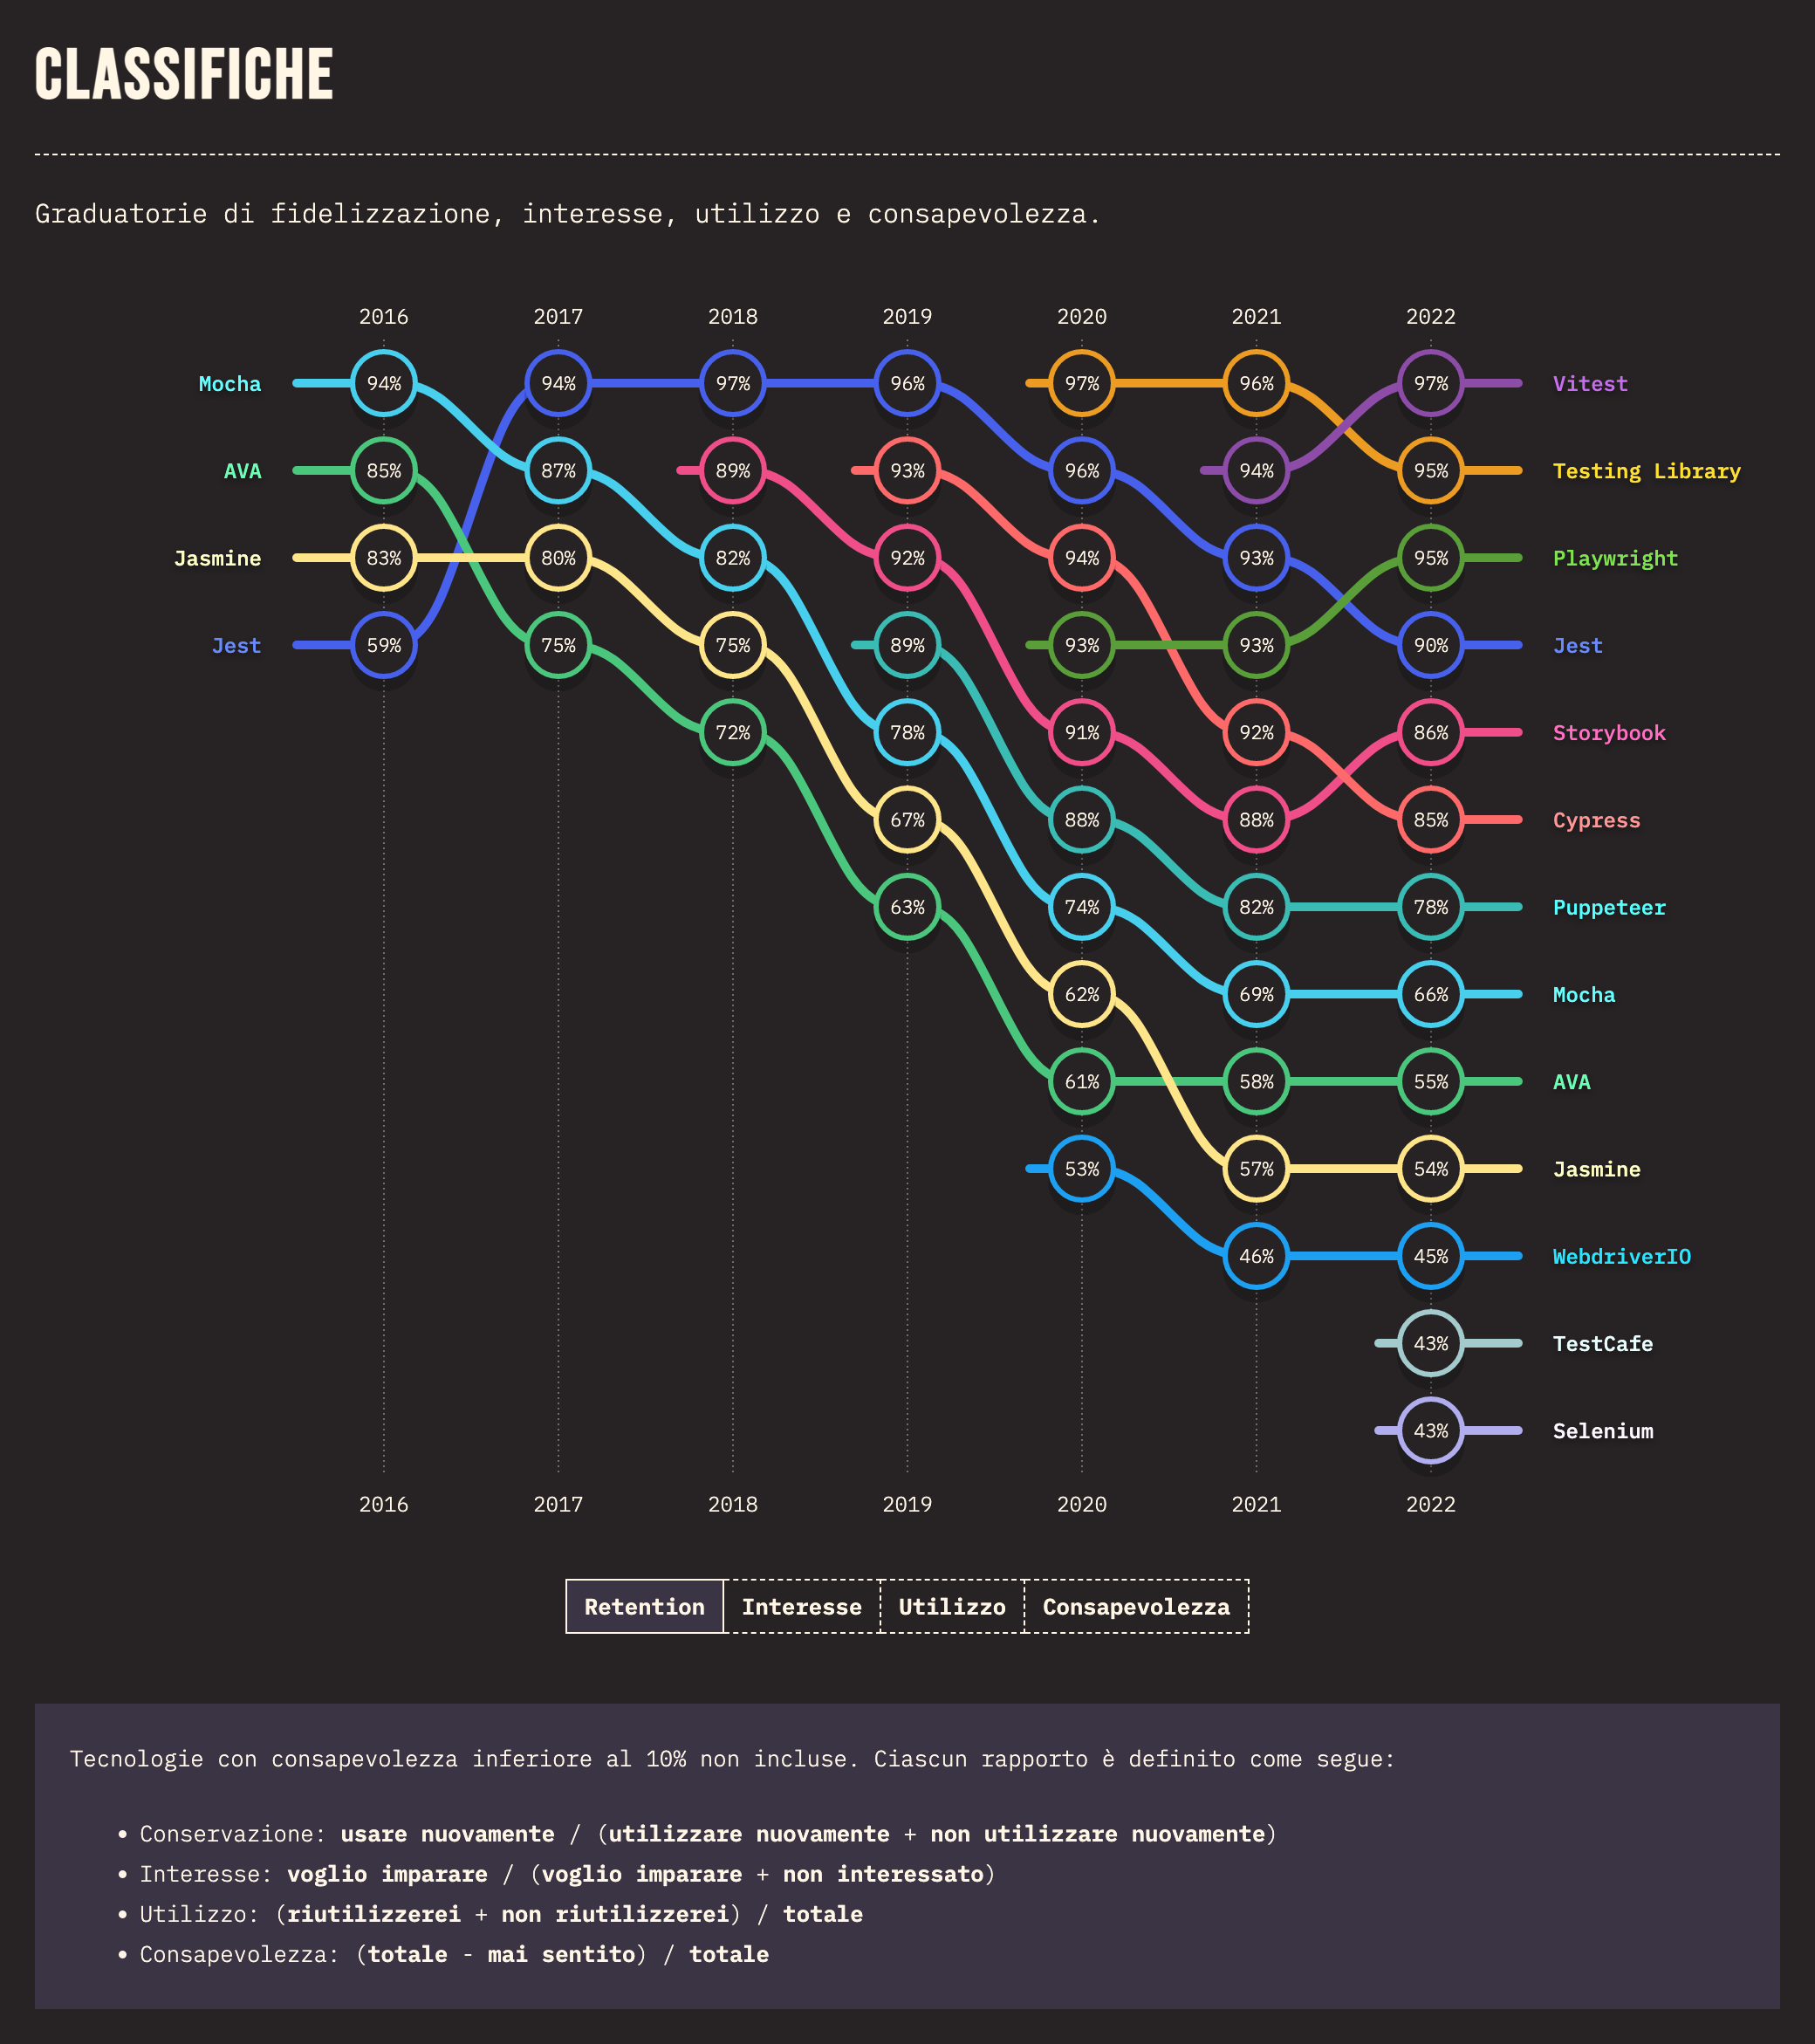 CLASSIFICHE
Graduatorie di fidelizzazione, interesse, utilizzo e consapevolezza.
2016 2017 2018 2019 2020 2021 2022
Mocha 94% 94% 97% 96% 97% 96% 97% Vitest
AVA 85% 87% 89% 93% 96% 94% 95% Testing Library
Jasmine 83% 80% 82% 92% 94% 93% 95% Playwright
Jest 59% 75% 75% 89% 93% 93% 90% Jest
72% 78% 91% 92% 86% Storybook
67% 88% 88% 85% Cypress
63% 74% 82% 78% Puppeteer
62% 69% 66% Mocha
61% 58% 55% AVA
53% 57% 54% Jasmine
46% 45% WebdriverIO
43% TestCafe
43% Selenium
2016 2017 2018 2019 2020 2021 2022
Retention Interesse Utilizzo Consapevolezza
Tecnologie con consapevolezza inferiore al 10% non incluse. Ciascun rapporto è definito come segue:
• Conservazione: usare nuovamente / (utilizzare nuovamente + non utilizzare nuovamente)
• Interesse: voglio imparare / (voglio imparare + non interessato)
• Utilizzo: (riutilizzerei + non riutilizzerei) / totale
• Consapevolezza: (totale - mai sentito) / totale